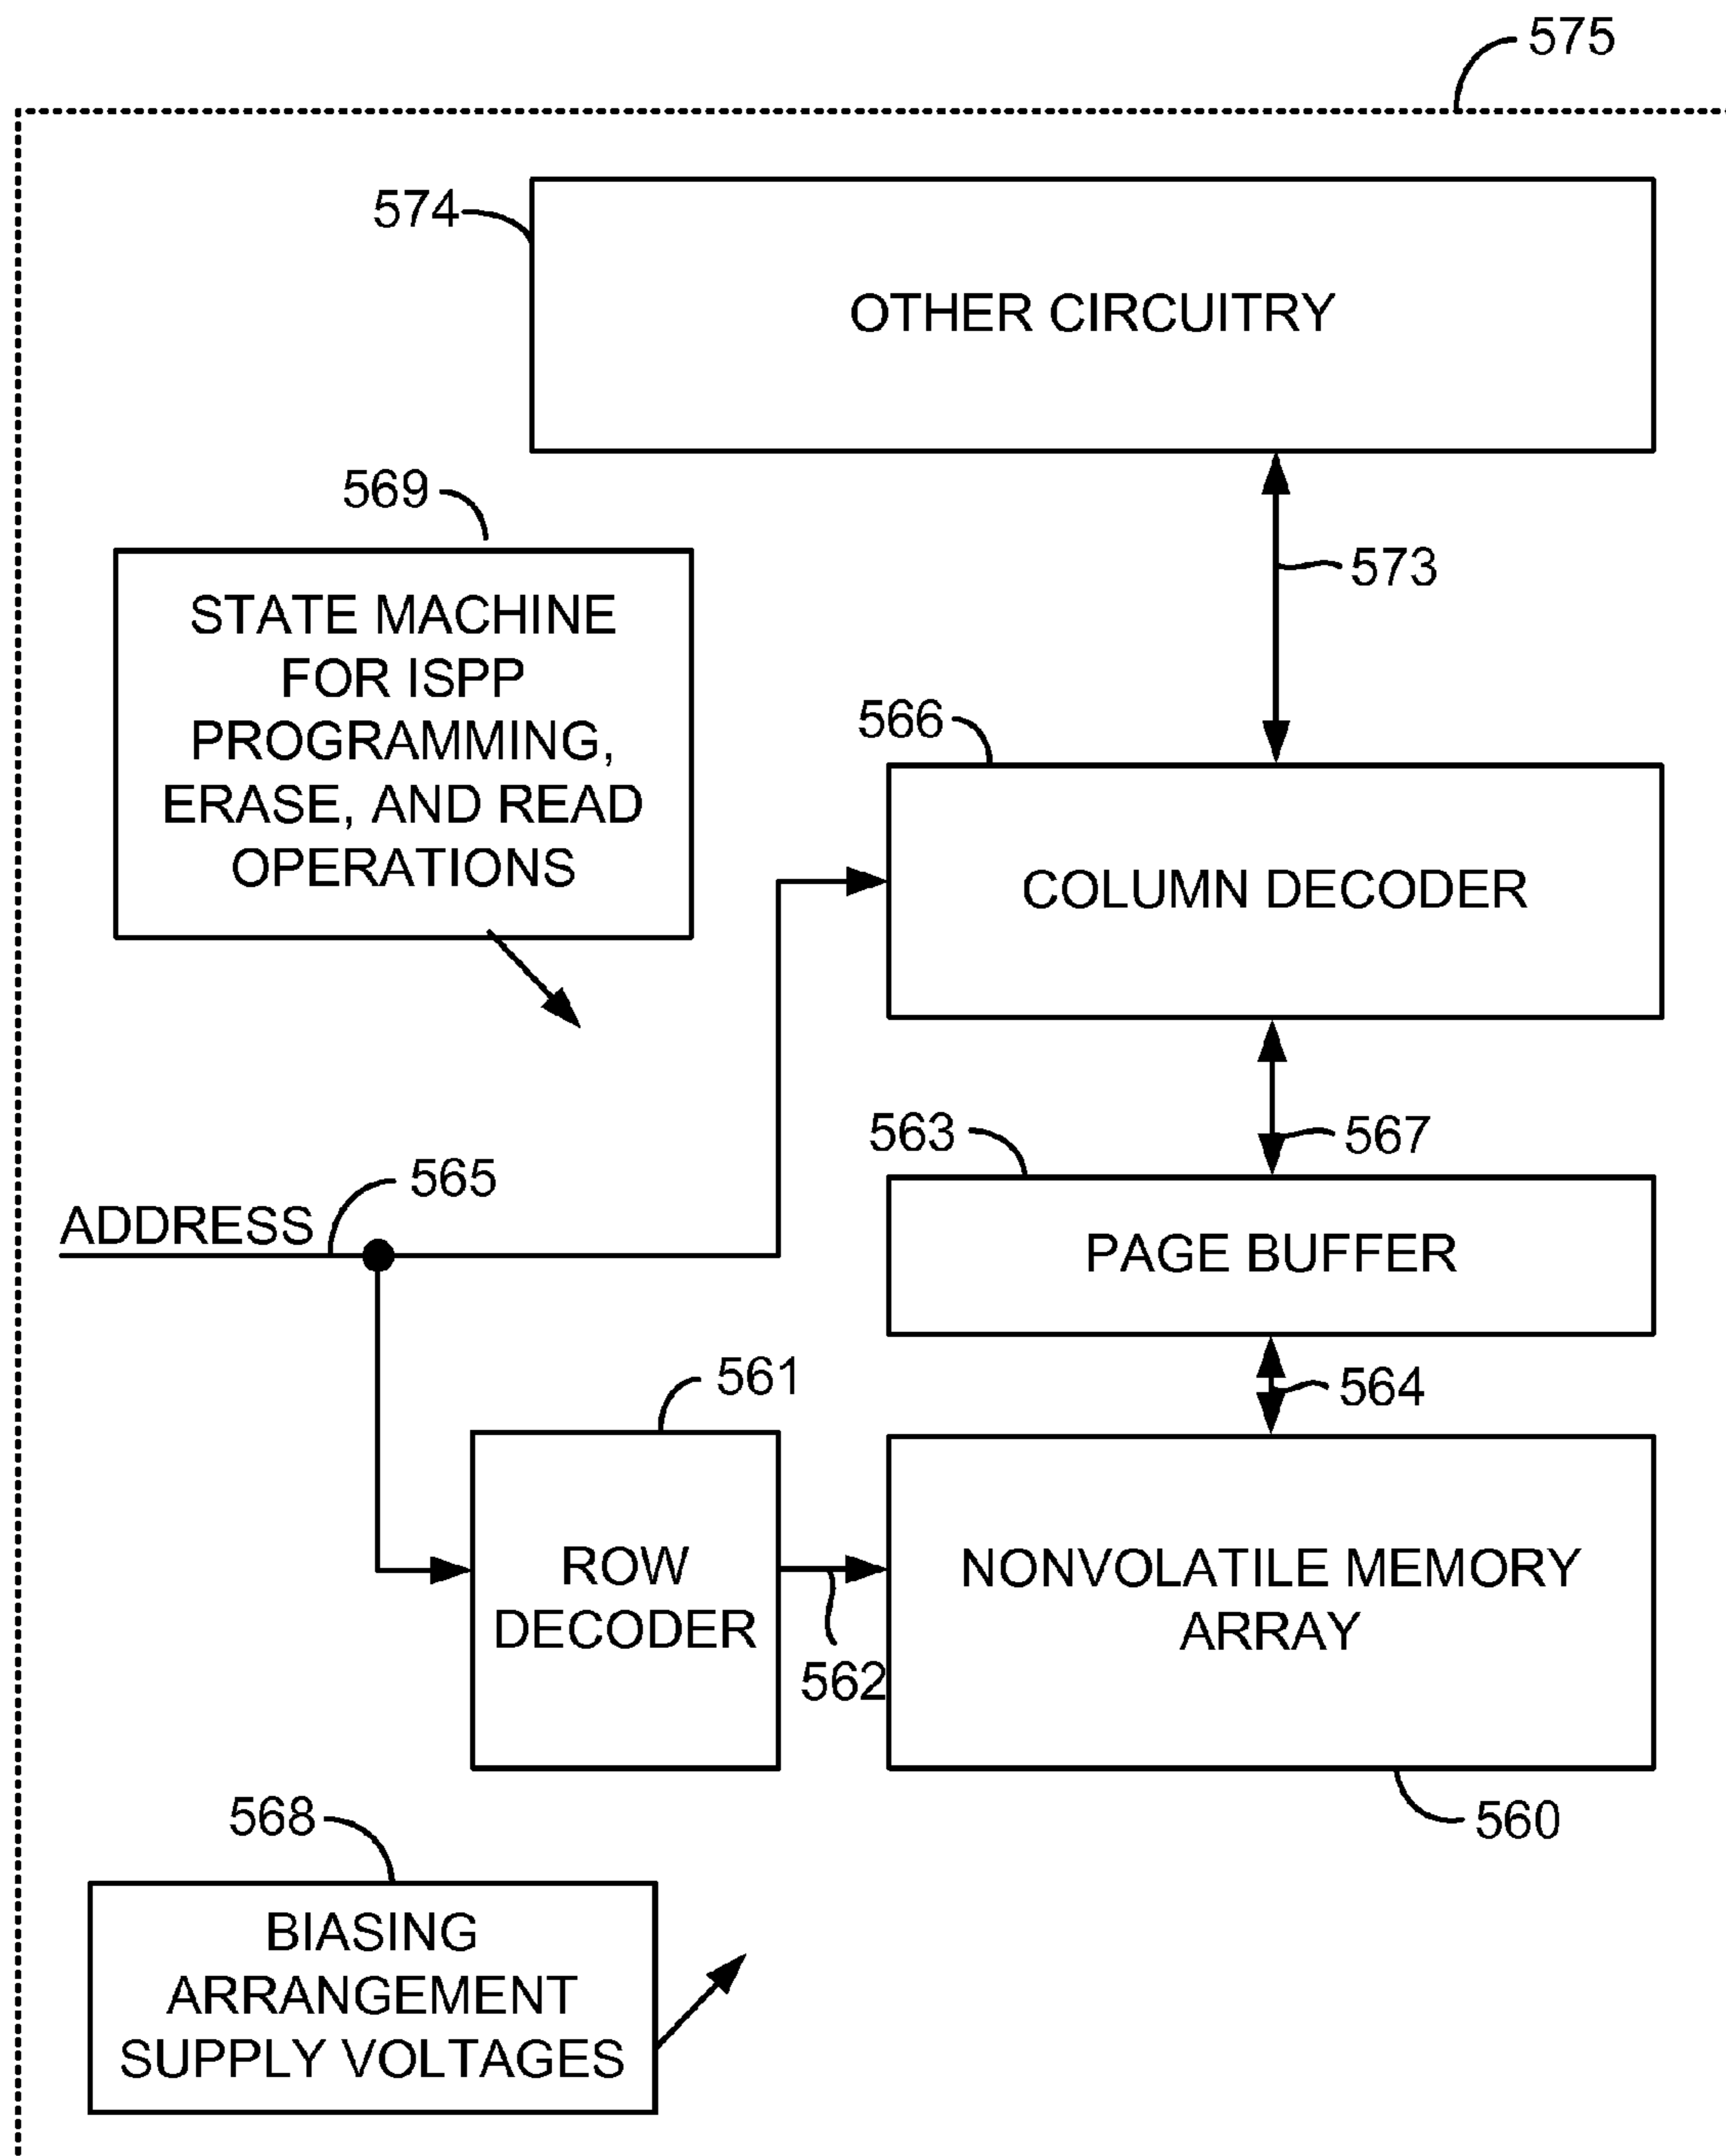 575
574
OTHER CIRCUITRY
569
573
STATE MACHINE
FOR ISPP
PROGRAMMING,
ERASE, AND READ
OPERATIONS
566
COLUMN DECODER
563
567
565
ADDRESS
PAGE BUFFER
561
564
ROW
DECODER
562
NONVOLATILE MEMORY
ARRAY
568
560
BIASING
ARRANGEMENT
SUPPLY VOLTAGES